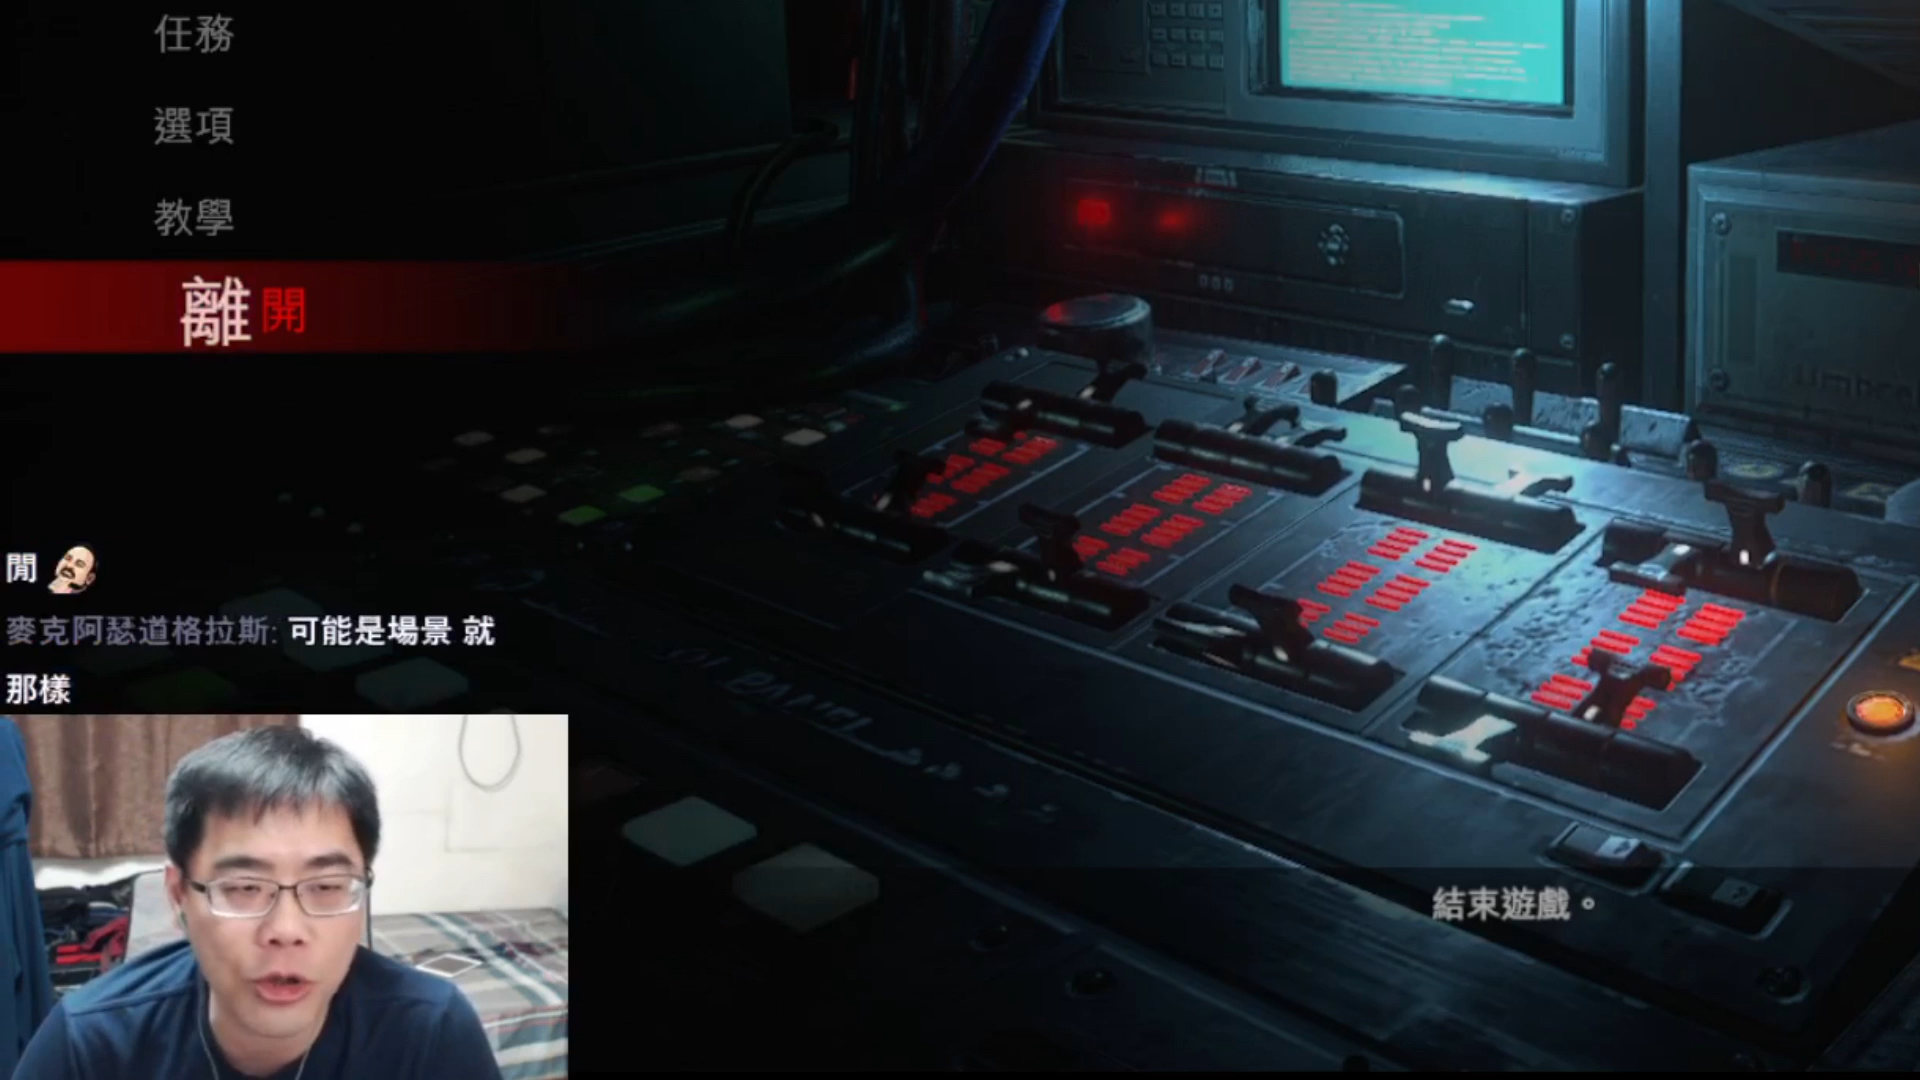 任務
選項
教學
離開
閒
麥克阿瑟道格拉斯: 可能是場景 就
那樣
結束遊戲。